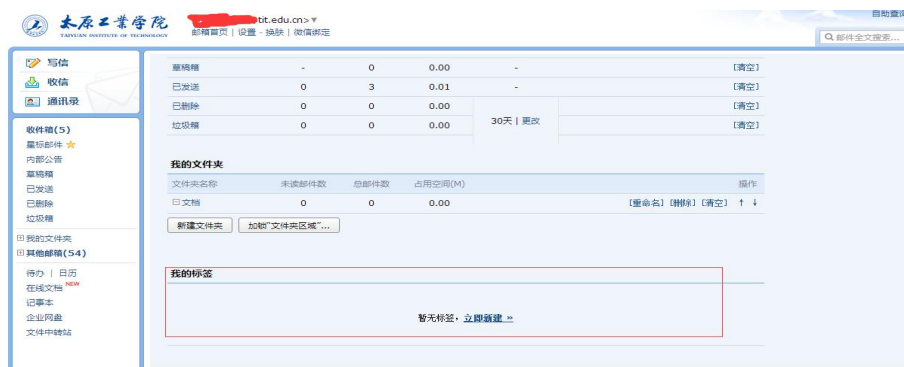 太原工業学院
TAIYUAN INSTITUTE OF TECHNOLOGY
tit.edu.cn>▼
邮箱首页 | 设置 - 换肤 | 微信绑定
自助查询
邮件全文搜索...
写信
收信
通讯录
收件箱(5)
星标邮件
内部公告
草稿箱
已发送
已删除
垃圾箱
我的文件夹
其他邮箱(54)
待办 | 日历
在线文档 NEW
记事本
企业网盘
文件中转站
草稿箱 - 0 0.00 - [清空]
已发送 0 3 0.01 - [清空]
已删除 0 0 0.00 [清空]
30天 | 更改
垃圾箱 0 0 0.00 [清空]
我的文件夹
文件夹名称 未读邮件数 总邮件数 占用空间(M) 操作
文档 0 0 0.00 [重命名] [删除] [清空] ↑ ↓
新建文件夹 加锁"文件夹区域"...
我的标签
暂无标签，立即新建 »